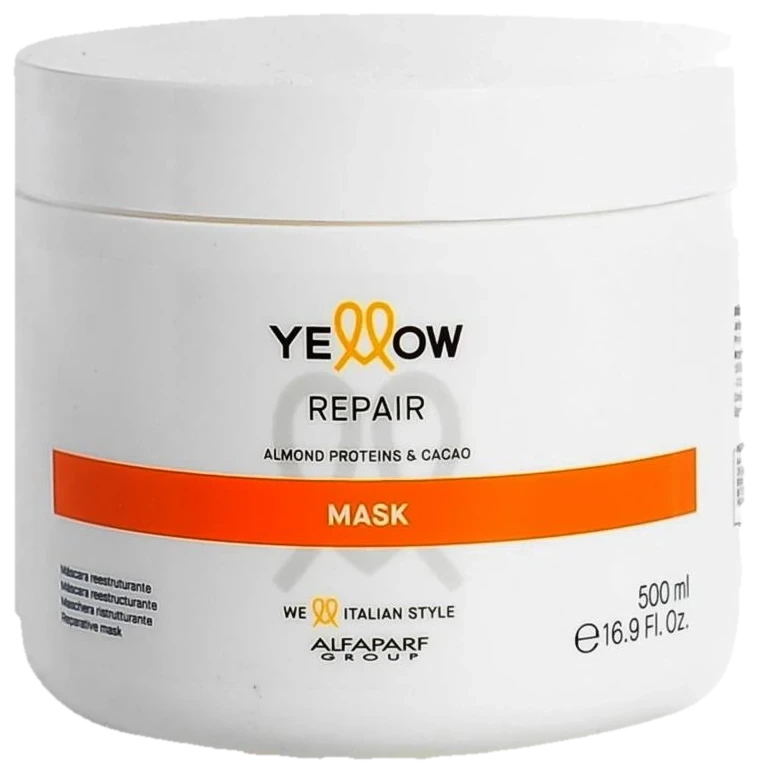 YELLOW
REPAIR
ALMOND PROTEINS & CACAO
MASK
Máscara reestruturante
Máscara reestructurante
Maschera ristrutturante
Reparative mask
WE ITALIAN STYLE
ALFAPARF
GROUP
500 ml
℮16.9 Fl. Oz.